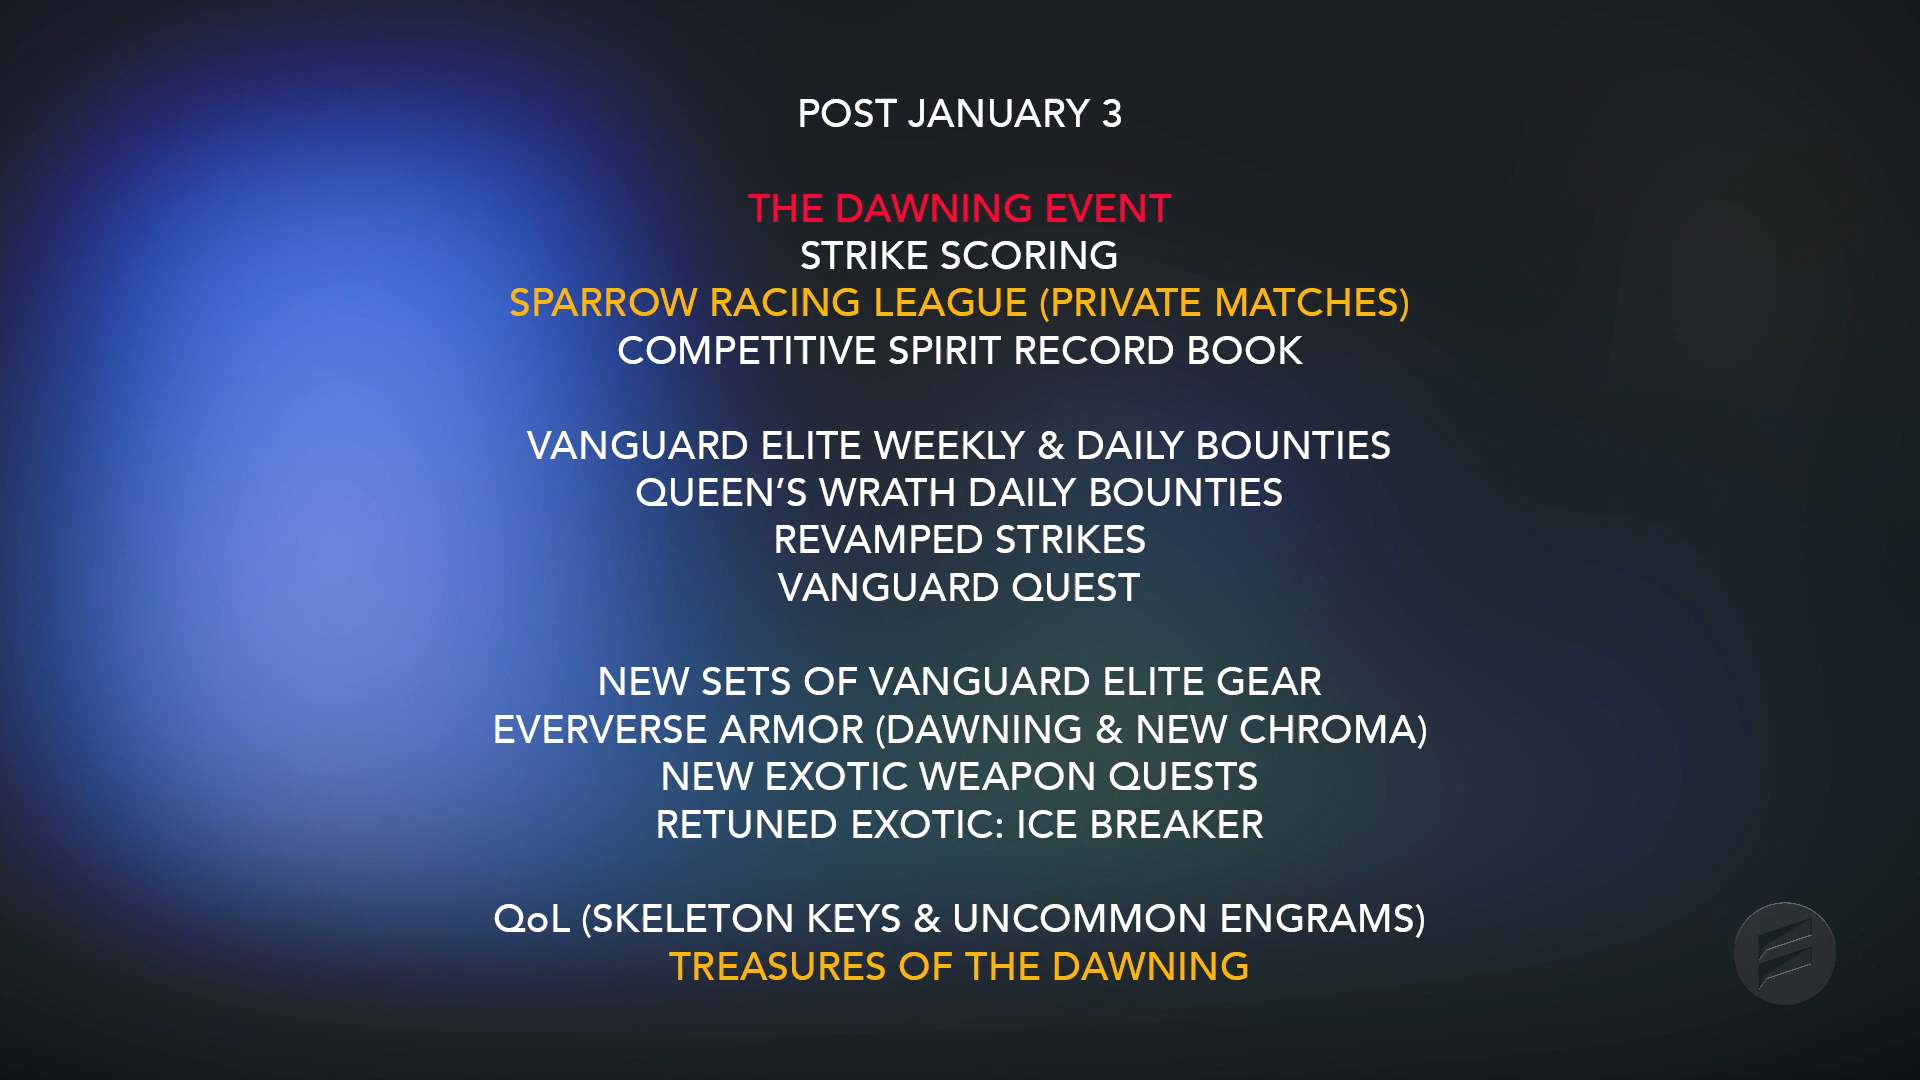 POST JANUARY 3
THE DAWNING EVENT
STRIKE SCORING
SPARROW RACING LEAGUE (PRIVATE MATCHES)
COMPETITIVE SPIRIT RECORD BOOK
VANGUARD ELITE WEEKLY & DAILY BOUNTIES
QUEEN’S WRATH DAILY BOUNTIES
REVAMPED STRIKES
VANGUARD QUEST
NEW SETS OF VANGUARD ELITE GEAR
EVERVERSE ARMOR (DAWNING & NEW CHROMA)
NEW EXOTIC WEAPON QUESTS
RETUNED EXOTIC: ICE BREAKER
QoL (SKELETON KEYS & UNCOMMON ENGRAMS)
TREASURES OF THE DAWNING